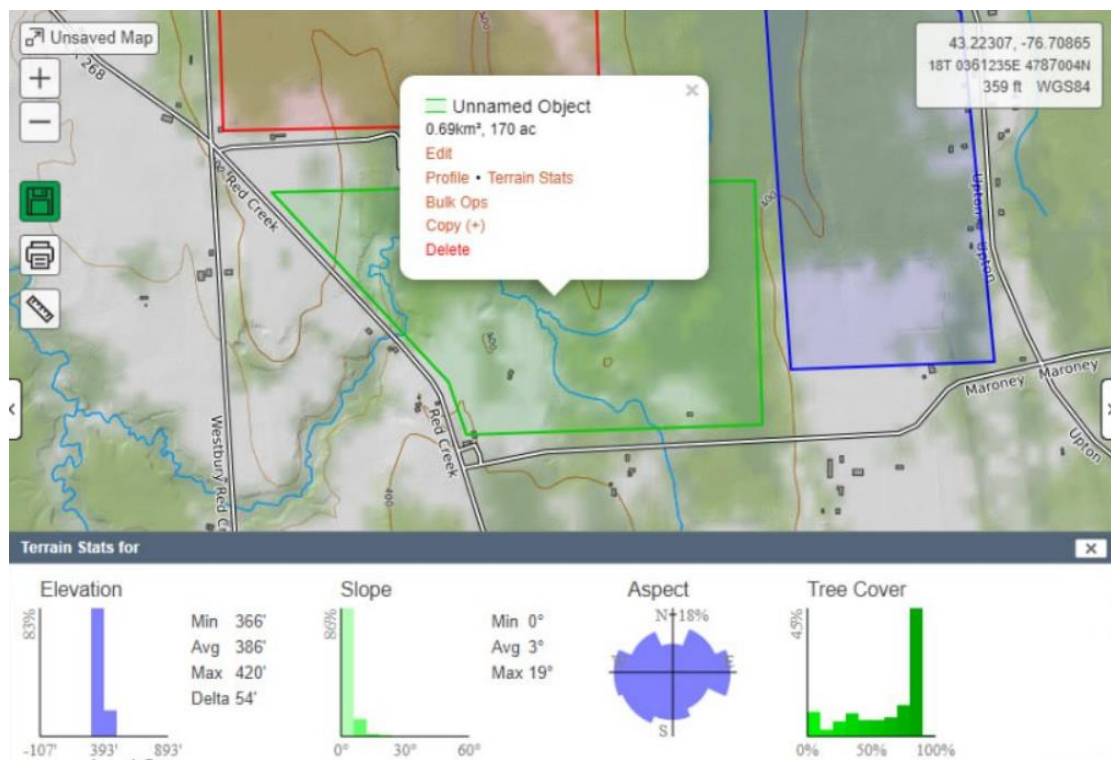 Unsaved Map
+
−
268
43.22307, -76.70865
18T 0361235E 4787004N
359 ft WGS84
500
×
Unnamed Object
0.69km², 170 ac
Edit
Profile • Terrain Stats
Bulk Ops
Copy (+)
Delete
Red Creek
400
Upton
Upton
Maroney
Maroney
Upton
Westbury Red Cr
Red Creek
400
Terrain Stats for
×
Elevation
83%
-107' 393' 893'
Min 366'
Avg 386'
Max 420'
Delta 54'
Slope
86%
0° 30° 60°
Min 0°
Avg 3°
Max 19°
Aspect
N 18%
W E
S
Tree Cover
45%
0% 50% 100%